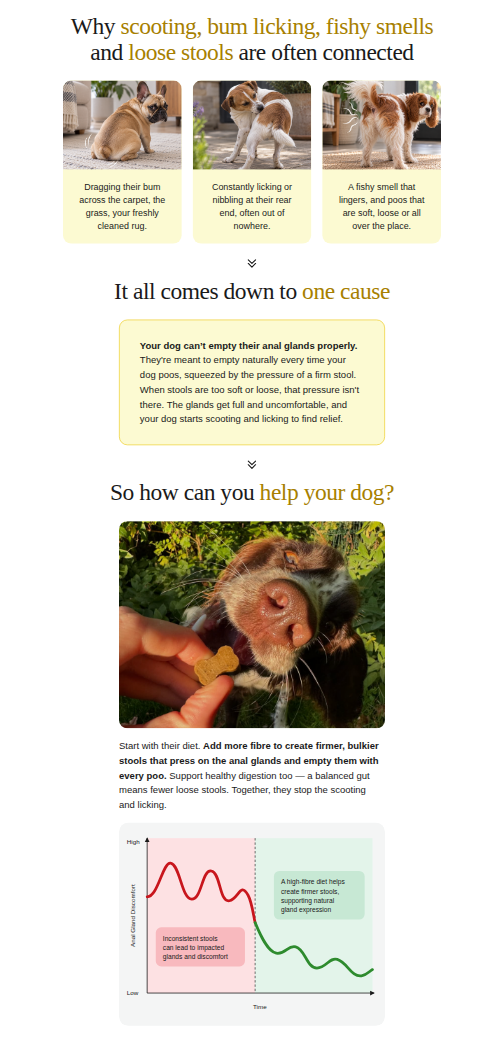 Why scooting, bum licking, fishy smells
and loose stools are often connected
Dragging their bum
across the carpet, the
grass, your freshly
cleaned rug.
Constantly licking or
nibbling at their rear
end, often out of
nowhere.
A fishy smell that
lingers, and poos that
are soft, loose or all
over the place.
It all comes down to one cause
Your dog can't empty their anal glands properly.
They're meant to empty naturally every time your
dog poos, squeezed by the pressure of a firm stool.
When stools are too soft or loose, that pressure isn't
there. The glands get full and uncomfortable, and
your dog starts scooting and licking to find relief.
So how can you help your dog?
Start with their diet. Add more fibre to create firmer, bulkier
stools that press on the anal glands and empty them with
every poo. Support healthy digestion too — a balanced gut
means fewer loose stools. Together, they stop the scooting
and licking.
High
Anal Gland Discomfort
Low
Inconsistent stools
can lead to impacted
glands and discomfort
A high-fibre diet helps
create firmer stools,
supporting natural
gland expression
Time